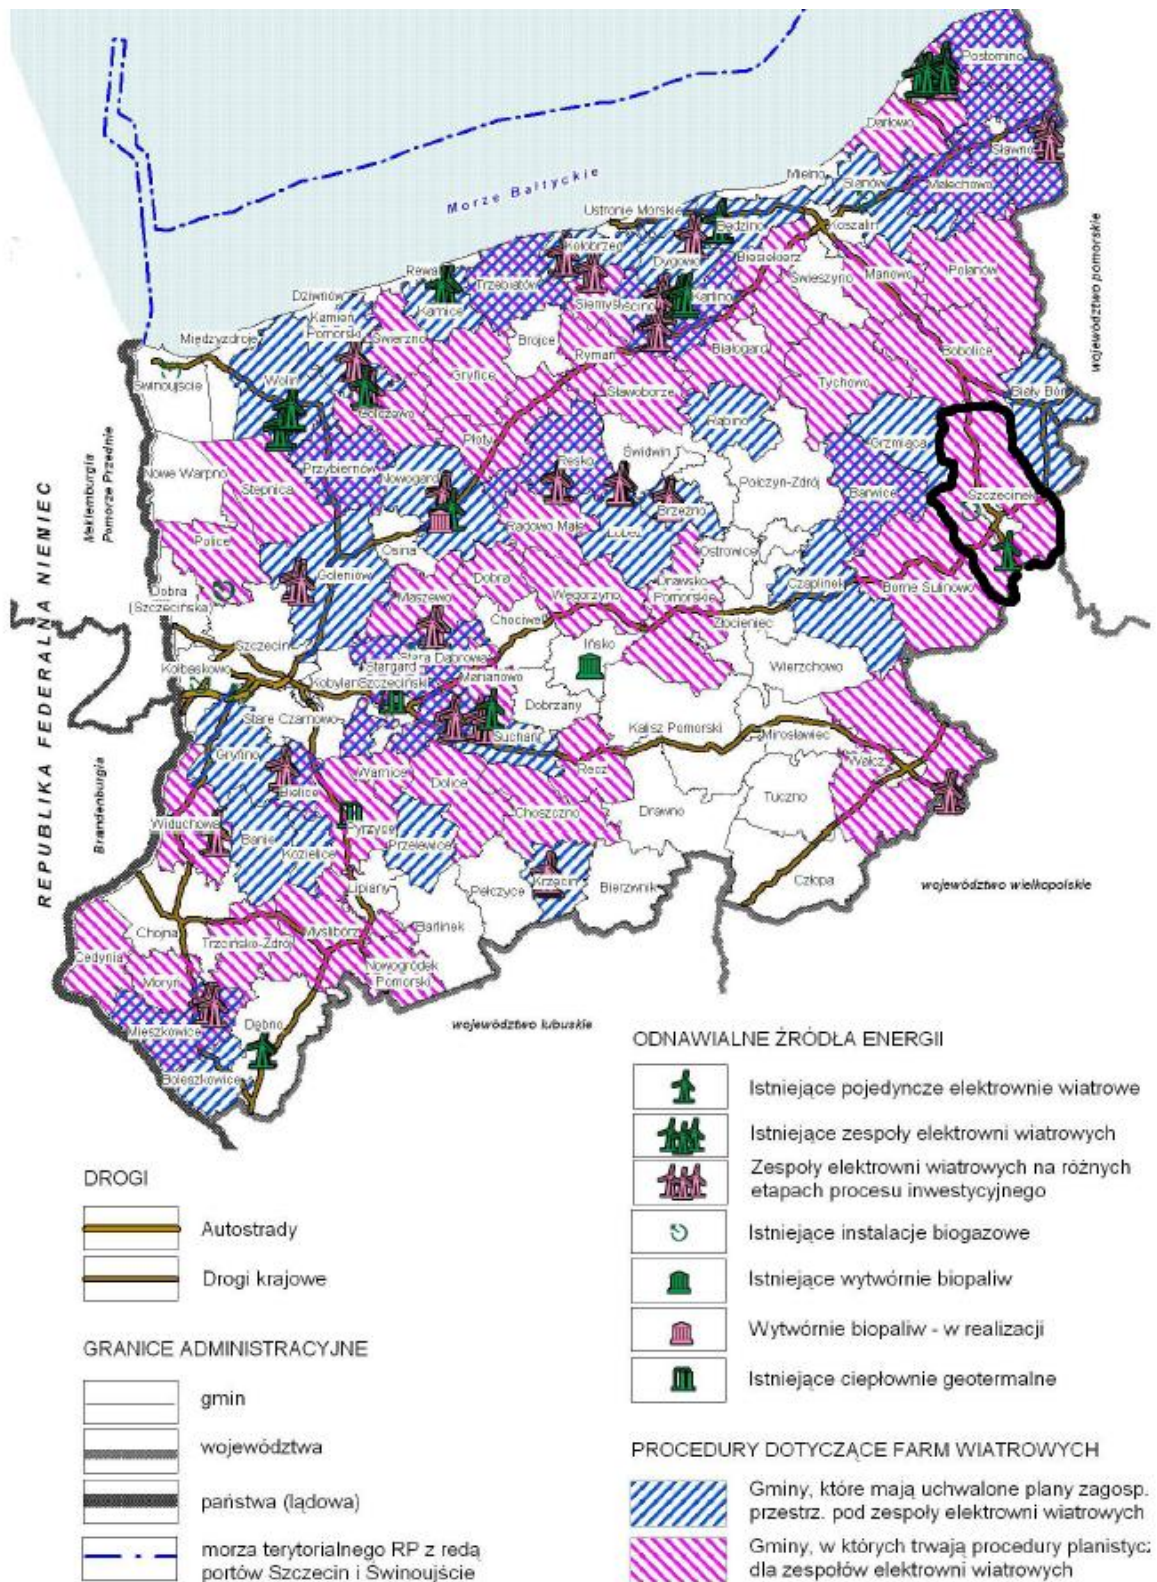 Postomino
Darłowo
Sławno
Mielno
Sianów
Malechowo
Morze Bałtyckie
Ustronie Morskie
Będzino
Koszalin
Kołobrzeg
Dygowo
Biesiekierz
Świeszyno
Manowo
Polanów
województwo pomorskie
Rewal
Trzebiatów
Siemyśl
Karlino
Dziwnów
Karnice
Kamień
Pomorski
Świerzno
Brojce
Rymań
Białogard
Bobolice
Międzyzdroje
Gryfice
Sławoborze
Tychowo
Biały Bór
Świnoujście
Wolin
Golczewo
Rąbino
Grzmiąca
Płoty
Świdwin
Nowe Warpno
Przybiernów
Nowogard
Resko
Połczyn-Zdrój
Barwice
Szczecinek
Stepnica
Brzeżno
Meklemburgia
Pomorze Przednie
Radowo Małe
Łobez
Police
Osina
Ostrowice
Dobra
(Szczecińska)
Goleniów
Dobra
Maszewo
Węgorzyno
Drawsko
Pomorskie
Czaplinek
Borne Sulinowo
Chociwel
Złocieniec
Szczecin
Stara Dąbrowa
Ińsko
Wierzchowo
Kołbaskowo
Stargard
Szczeciński
Marianowo
Kobylanka
Dobrzany
Stare Czarnowo
Suchań
Kalisz Pomorski
Mirosławiec
REPUBLIKA FEDERALNA NIENIEC
Gryfino
Warnice
Recz
Wałcz
Bielice
Dolice
Tuczno
Brandenburgia
Widuchowa
Pyrzyce
Choszczno
Drawno
Banie
Kozielice
Przelewice
Lipiany
Pełczyce
Krzęcin
Bierzwnik
Człopa
województwo wielkopolskie
Chojna
Trzcińsko-Zdrój
Myślibórz
Barlinek
Cedynia
Moryń
Nowogródek
Pomorski
Mieszkowice
Dębno
województwo lubuskie
Boleszkowice
ODNAWIALNE ŹRÓDŁA ENERGII
Istniejące pojedyncze elektrownie wiatrowe
Istniejące zespoły elektrowni wiatrowych
Zespoły elektrowni wiatrowych na różnych
etapach procesu inwestycyjnego
Istniejące instalacje biogazowe
Istniejące wytwórnie biopaliw
Wytwórnie biopaliw - w realizacji
Istniejące ciepłownie geotermalne
PROCEDURY DOTYCZĄCE FARM WIATROWYCH
Gminy, które mają uchwalone plany zagosp.
przestrz. pod zespoły elektrowni wiatrowych
Gminy, w których trwają procedury planistyc
dla zespołów elektrowni wiatrowych
DROGI
Autostrady
Drogi krajowe
GRANICE ADMINISTRACYJNE
gmin
województwa
państwa (lądowa)
morza terytorialnego RP z redą
portów Szczecin i Świnoujście